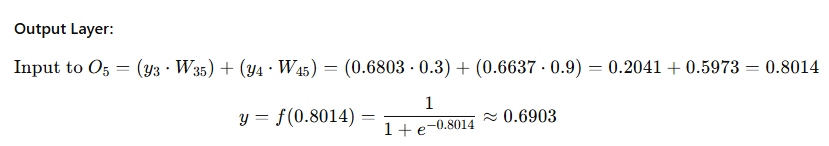 Output Layer:
Input to O₅ = (y₃ · W₃₅) + (y₄ · W₄₅) = (0.6803 · 0.3) + (0.6637 · 0.9) = 0.2041 + 0.5973 = 0.8014
y = f(0.8014) = 1 / (1 + e^{−0.8014}) ≈ 0.6903